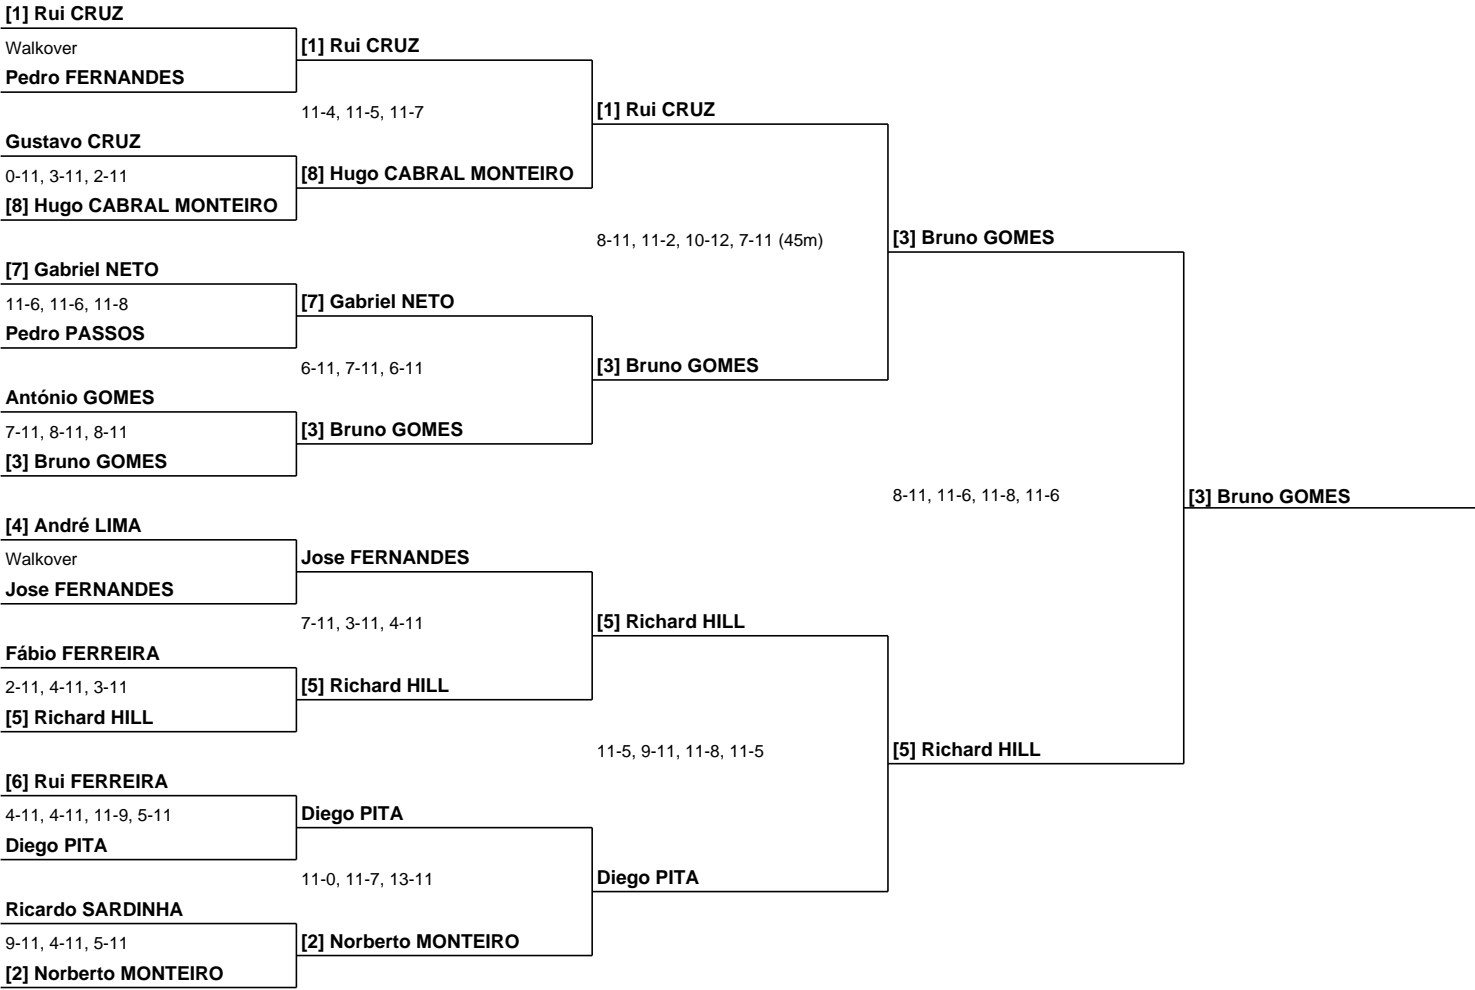 [1] Rui CRUZ
Walkover
Pedro FERNANDES
Gustavo CRUZ
0-11, 3-11, 2-11
[8] Hugo CABRAL MONTEIRO
[7] Gabriel NETO
11-6, 11-6, 11-8
Pedro PASSOS
António GOMES
7-11, 8-11, 8-11
[3] Bruno GOMES
[4] André LIMA
Walkover
Jose FERNANDES
Fábio FERREIRA
2-11, 4-11, 3-11
[5] Richard HILL
[6] Rui FERREIRA
4-11, 4-11, 11-9, 5-11
Diego PITA
Ricardo SARDINHA
9-11, 4-11, 5-11
[2] Norberto MONTEIRO
[1] Rui CRUZ
11-4, 11-5, 11-7
[8] Hugo CABRAL MONTEIRO
[7] Gabriel NETO
6-11, 7-11, 6-11
[3] Bruno GOMES
Jose FERNANDES
7-11, 3-11, 4-11
[5] Richard HILL
Diego PITA
11-0, 11-7, 13-11
[2] Norberto MONTEIRO
[1] Rui CRUZ
8-11, 11-2, 10-12, 7-11 (45m)
[3] Bruno GOMES
[5] Richard HILL
11-5, 9-11, 11-8, 11-5
Diego PITA
[3] Bruno GOMES
8-11, 11-6, 11-8, 11-6
[5] Richard HILL
[3] Bruno GOMES